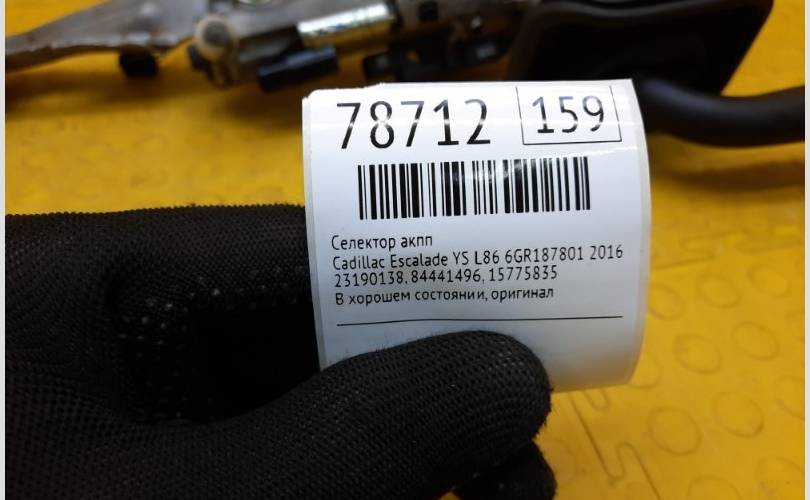 78712 159
Селектор акпп
Cadillac Escalade YS L86 6GR187801 2016
23190138, 84441496, 15775835
В хорошем состоянии, оригинал